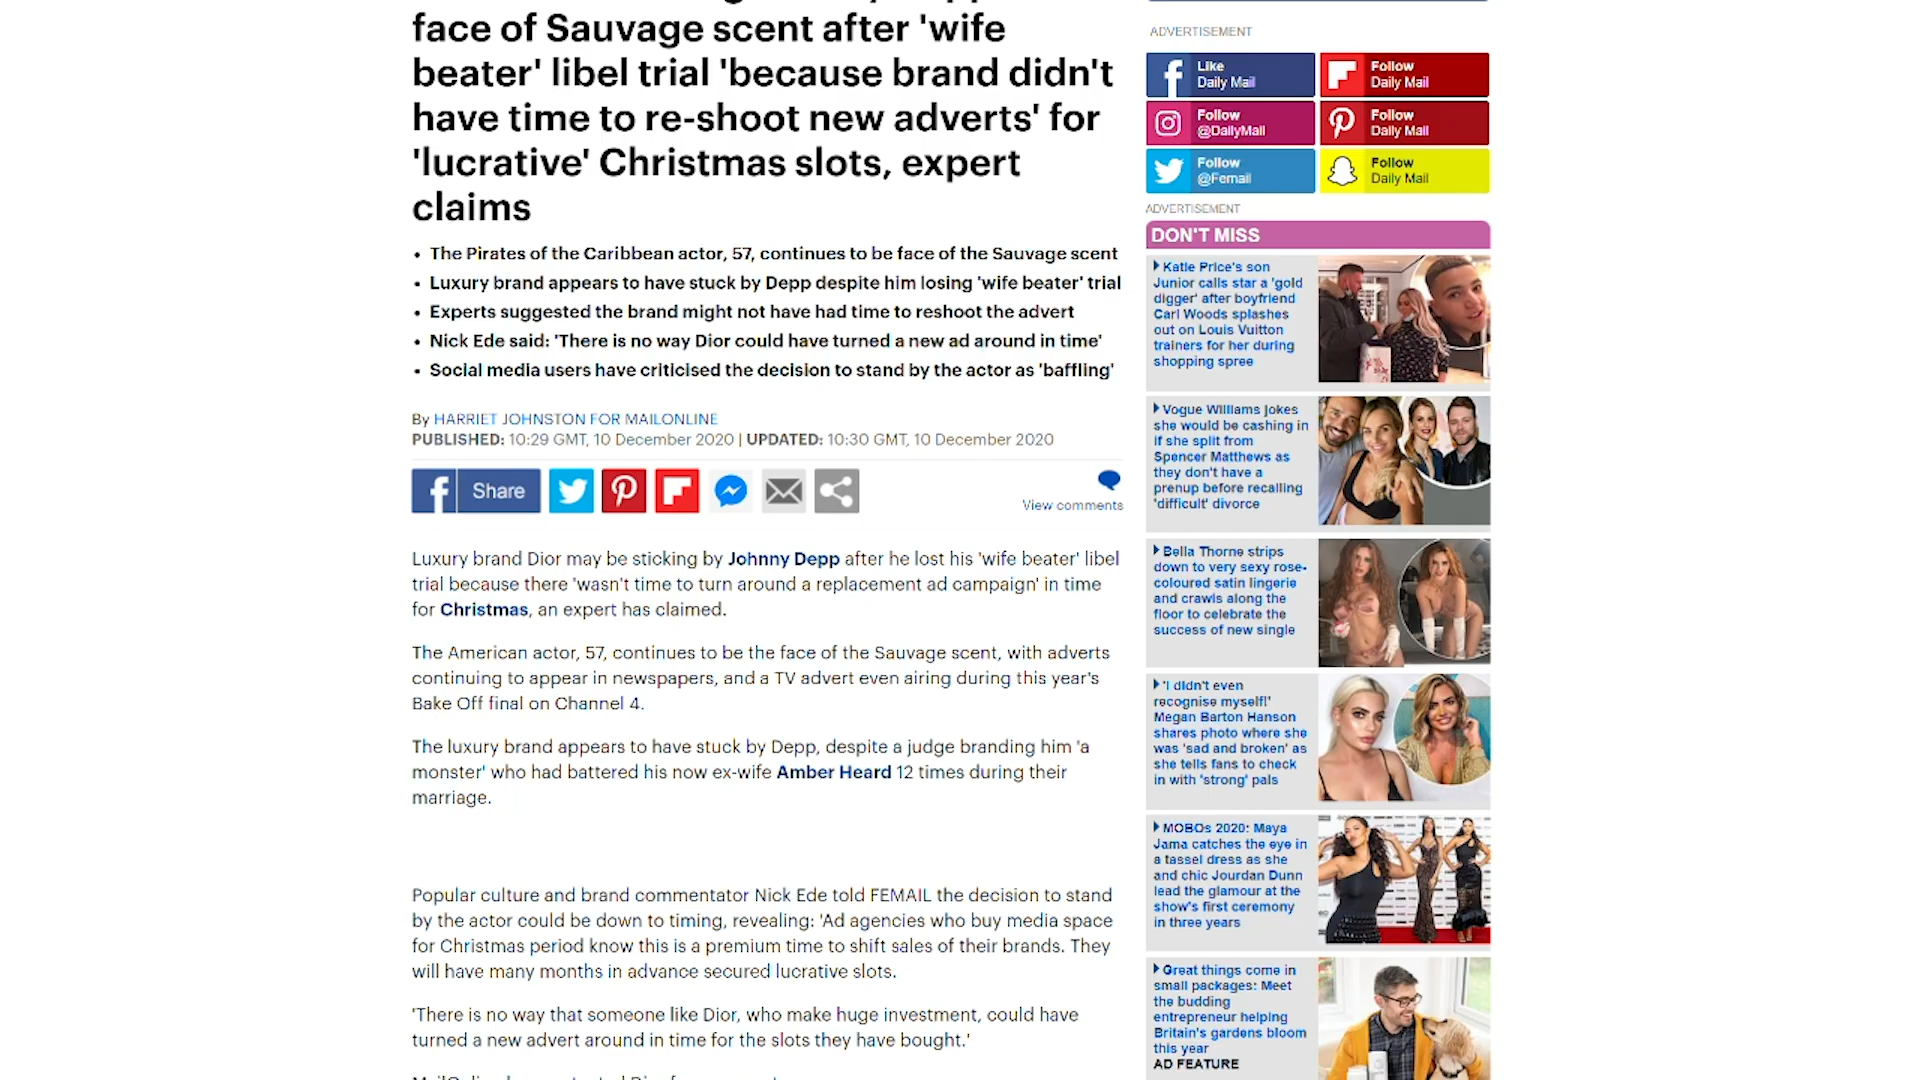 face of Sauvage scent after 'wife
beater' libel trial 'because brand didn't
have time to re-shoot new adverts' for
'lucrative' Christmas slots, expert
claims
• The Pirates of the Caribbean actor, 57, continues to be face of the Sauvage scent
• Luxury brand appears to have stuck by Depp despite him losing 'wife beater' trial
• Experts suggested the brand might not have had time to reshoot the advert
• Nick Ede said: 'There is no way Dior could have turned a new ad around in time'
• Social media users have criticised the decision to stand by the actor as 'baffling'
By HARRIET JOHNSTON FOR MAILONLINE
PUBLISHED: 10:29 GMT, 10 December 2020 | UPDATED: 10:30 GMT, 10 December 2020
Share
View comments
Luxury brand Dior may be sticking by Johnny Depp after he lost his 'wife beater' libel
trial because there 'wasn't time to turn around a replacement ad campaign' in time
for Christmas, an expert has claimed.
The American actor, 57, continues to be the face of the Sauvage scent, with adverts
continuing to appear in newspapers, and a TV advert even airing during this year's
Bake Off final on Channel 4.
The luxury brand appears to have stuck by Depp, despite a judge branding him 'a
monster' who had battered his now ex-wife Amber Heard 12 times during their
marriage.
Popular culture and brand commentator Nick Ede told FEMAIL the decision to stand
by the actor could be down to timing, revealing: 'Ad agencies who buy media space
for Christmas period know this is a premium time to shift sales of their brands. They
will have many months in advance secured lucrative slots.
'There is no way that someone like Dior, who make huge investment, could have
turned a new advert around in time for the slots they have bought.'
ADVERTISEMENT
Like
Daily Mail
Follow
Daily Mail
Follow
@DailyMail
Follow
Daily Mail
Follow
@Femail
Follow
Daily Mail
ADVERTISEMENT
DON'T MISS
Katie Price's son
Junior calls star a 'gold
digger' after boyfriend
Carl Woods splashes
out on Louis Vuitton
trainers for her during
shopping spree
Vogue Williams jokes
she would be cashing in
if she split from
Spencer Matthews as
they don't have a
prenup before recalling
'difficult' divorce
Bella Thorne strips
down to very sexy rose-
coloured satin lingerie
and crawls along the
floor to celebrate the
success of new single
'I didn't even
recognise myself!'
Megan Barton Hanson
shares photo where she
was 'sad and broken' as
she tells fans to check
in with 'strong' pals
MOBOs 2020: Maya
Jama catches the eye in
a tassel dress as she
and chic Jourdan Dunn
lead the glamour at the
show's first ceremony
in three years
Great things come in
small packages: Meet
the budding
entrepreneur helping
Britain's gardens bloom
this year
AD FEATURE